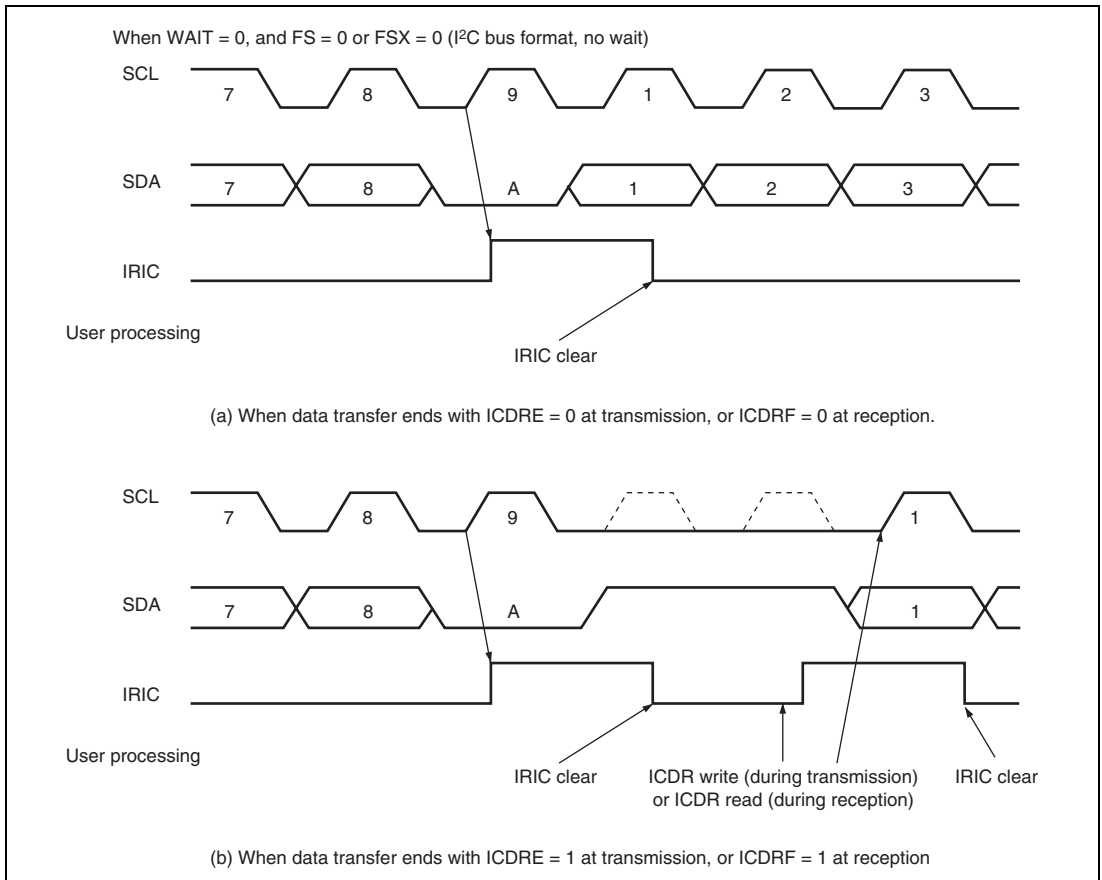 When WAIT = 0, and FS = 0 or FSX = 0 (I²C bus format, no wait)
SCL
7 8 9 1 2 3
SDA
7 8 A 1 2 3
IRIC
User processing
IRIC clear
(a) When data transfer ends with ICDRE = 0 at transmission, or ICDRF = 0 at reception.
SCL
7 8 9 1
SDA
7 8 A 1
IRIC
User processing
IRIC clear
ICDR write (during transmission)
or ICDR read (during reception)
IRIC clear
(b) When data transfer ends with ICDRE = 1 at transmission, or ICDRF = 1 at reception